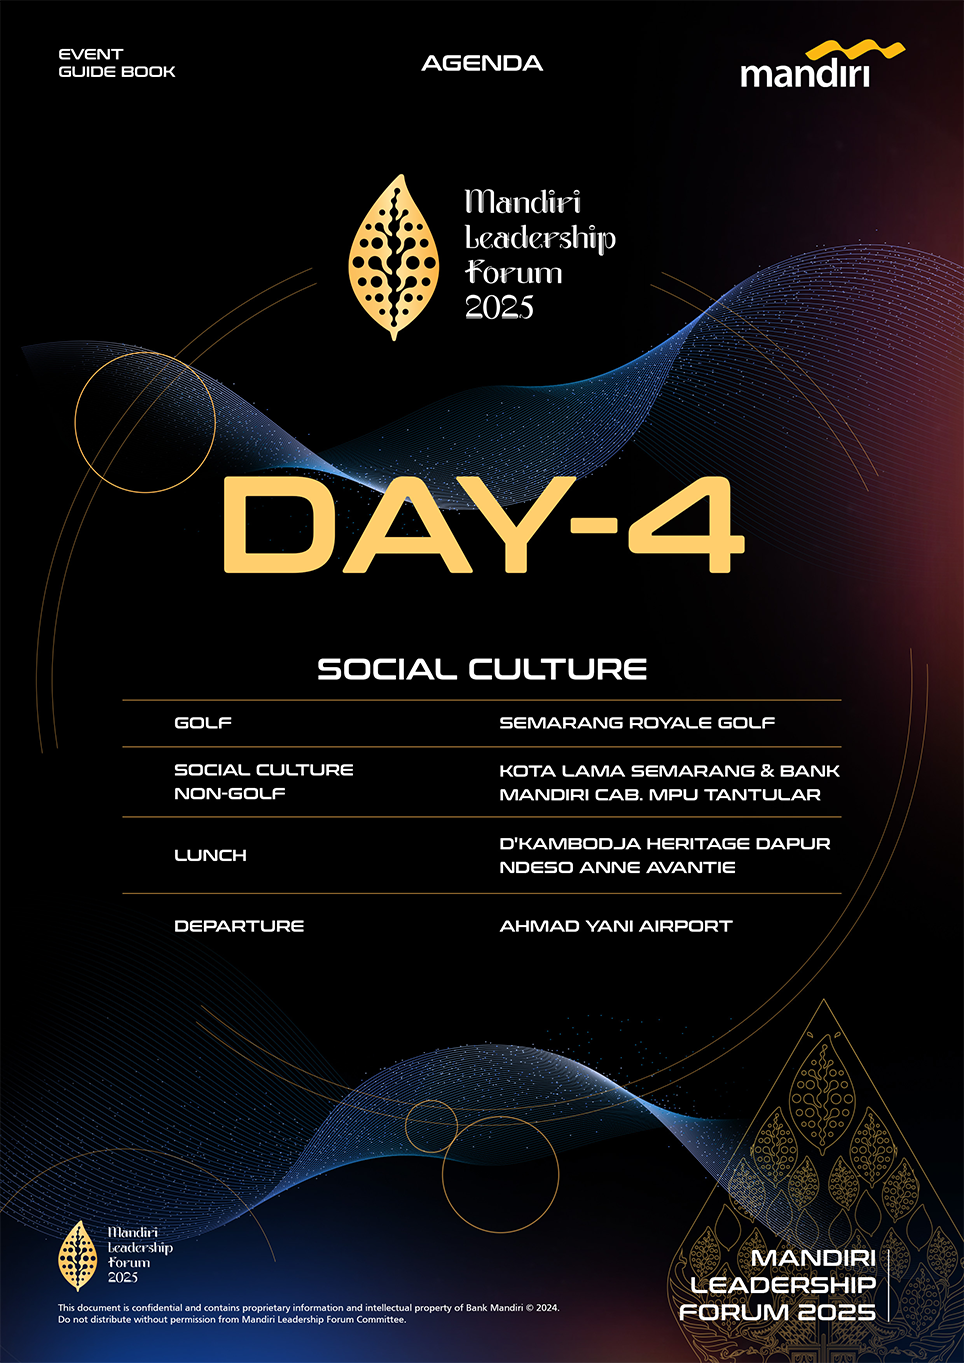 EVENT
GUIDE BOOK
AGENDA
mandiri
Mandiri
Leadership
Forum
2025
DAY-4
SOCIAL CULTURE
GOLF
SEMARANG ROYALE GOLF
SOCIAL CULTURE
NON-GOLF
KOTA LAMA SEMARANG & BANK
MANDIRI CAB. MPU TANTULAR
LUNCH
D'KAMBODJA HERITAGE DAPUR
NDESO ANNE AVANTIE
DEPARTURE
AHMAD YANI AIRPORT
Mandiri
Leadership
Forum
2025
This document is confidential and contains proprietary information and intellectual property of Bank Mandiri © 2024.
Do not distribute without permission from Mandiri Leadership Forum Committee.
MANDIRI
LEADERSHIP
FORUM 2025